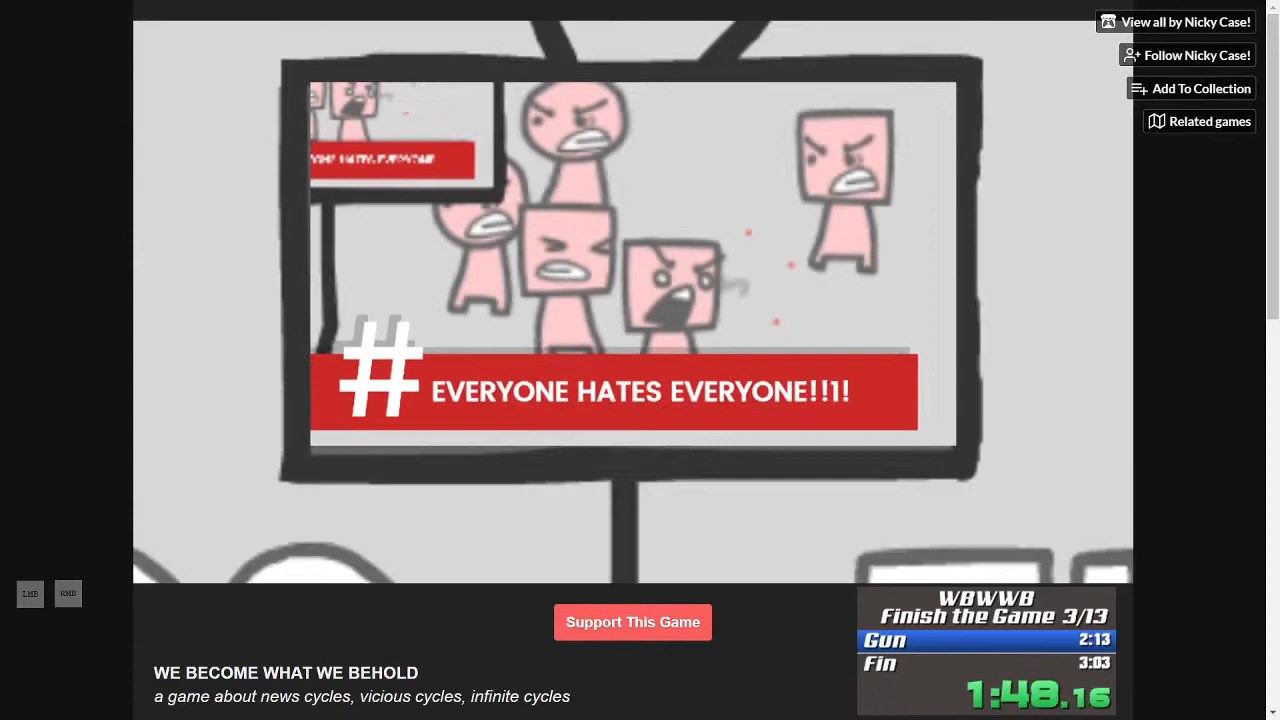 View all by Nicky Case!
Follow Nicky Case!
Add To Collection
Related games
#EVERYONE HATES EVERYONE!!1!
LMB
RMB
Support This Game
WBWWB
Finish the Game 3/13
Gun 2:13
Fin 3:03
1:48.16
WE BECOME WHAT WE BEHOLD
a game about news cycles, vicious cycles, infinite cycles